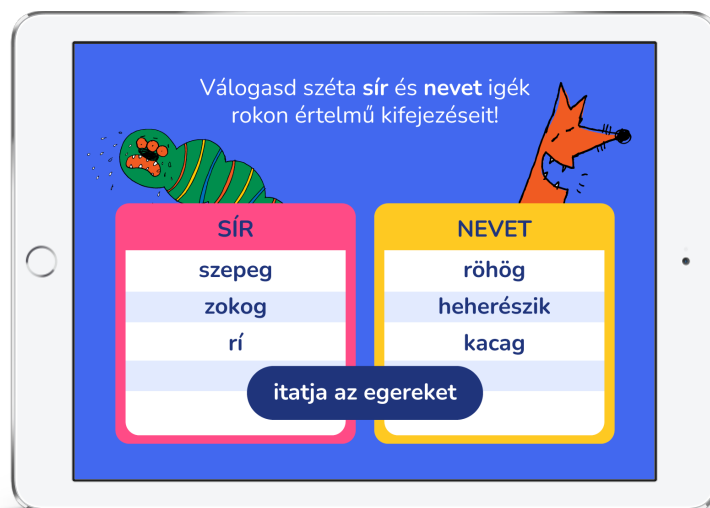 Válogasd széta sír és nevet igék
rokon értelmű kifejezéseit!
SÍR
szepeg
zokog
rí
NEVET
röhög
heherészik
kacag
itatja az egereket